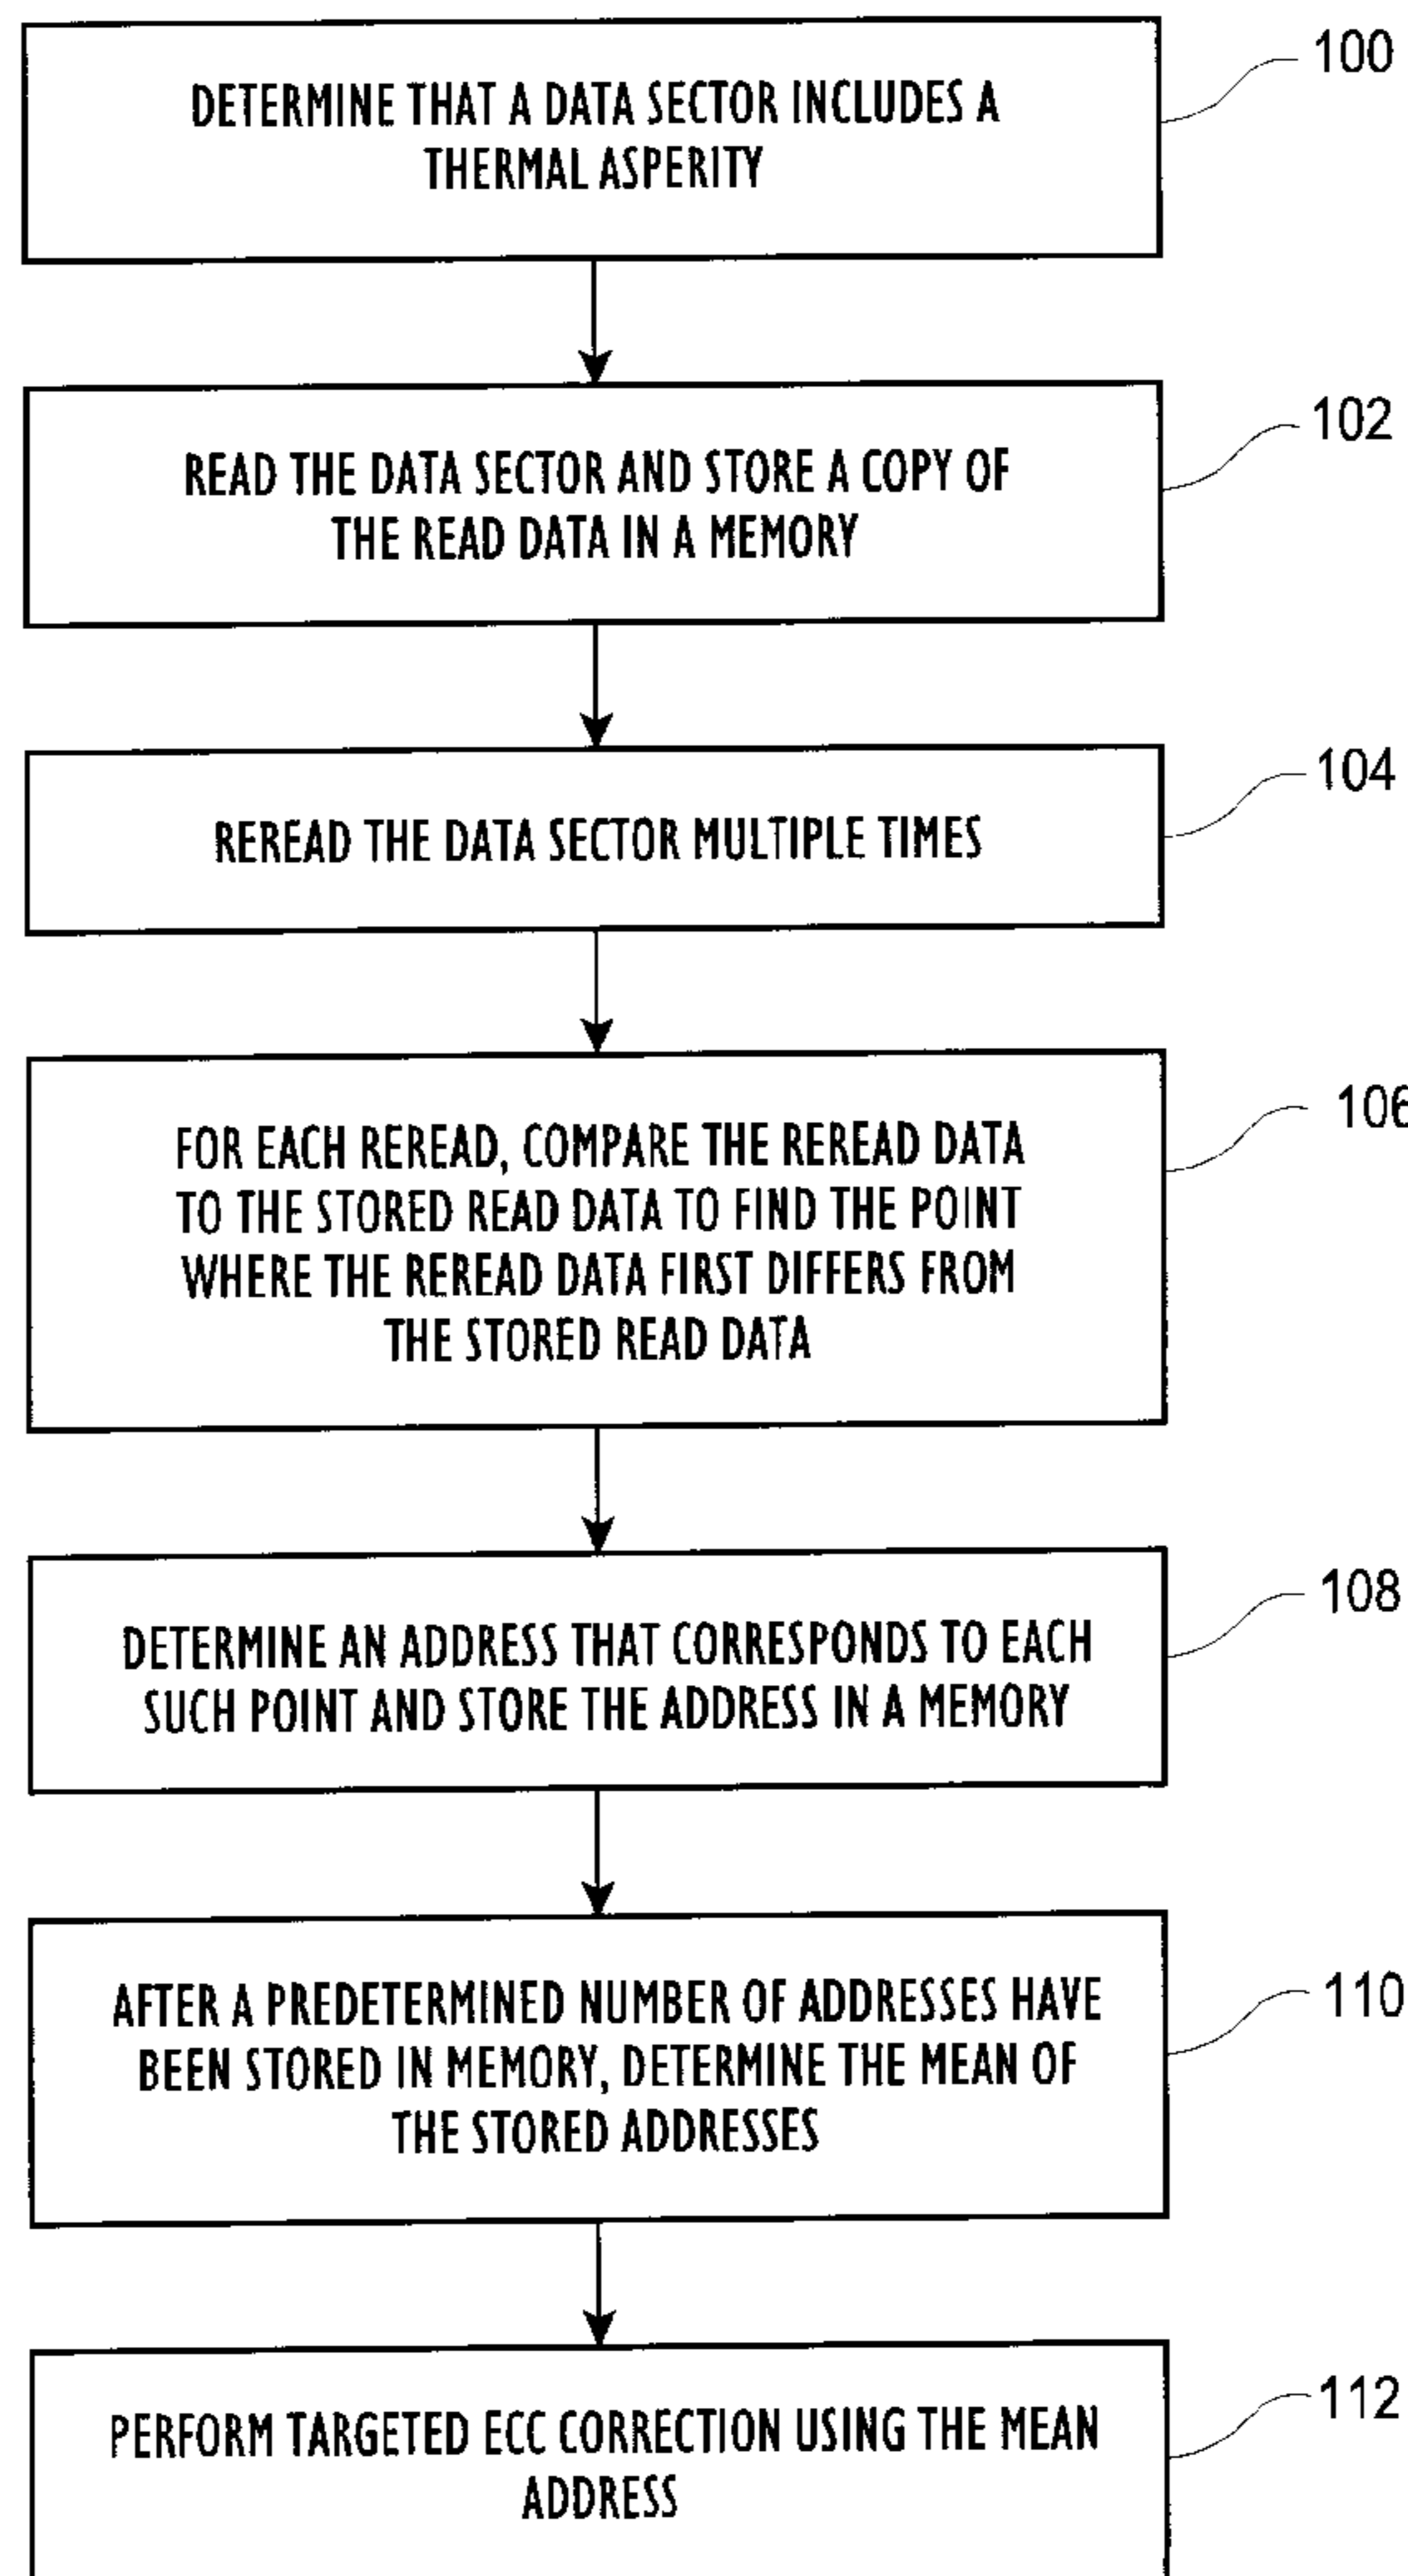 DETERMINE THAT A DATA SECTOR INCLUDES A
THERMAL ASPERITY
100
READ THE DATA SECTOR AND STORE A COPY OF
THE READ DATA IN A MEMORY
102
REREAD THE DATA SECTOR MULTIPLE TIMES
104
FOR EACH REREAD, COMPARE THE REREAD DATA
TO THE STORED READ DATA TO FIND THE POINT
WHERE THE REREAD DATA FIRST DIFFERS FROM
THE STORED READ DATA
106
DETERMINE AN ADDRESS THAT CORRESPONDS TO EACH
SUCH POINT AND STORE THE ADDRESS IN A MEMORY
108
AFTER A PREDETERMINED NUMBER OF ADDRESSES HAVE
BEEN STORED IN MEMORY, DETERMINE THE MEAN OF
THE STORED ADDRESSES
110
PERFORM TARGETED ECC CORRECTION USING THE MEAN
ADDRESS
112